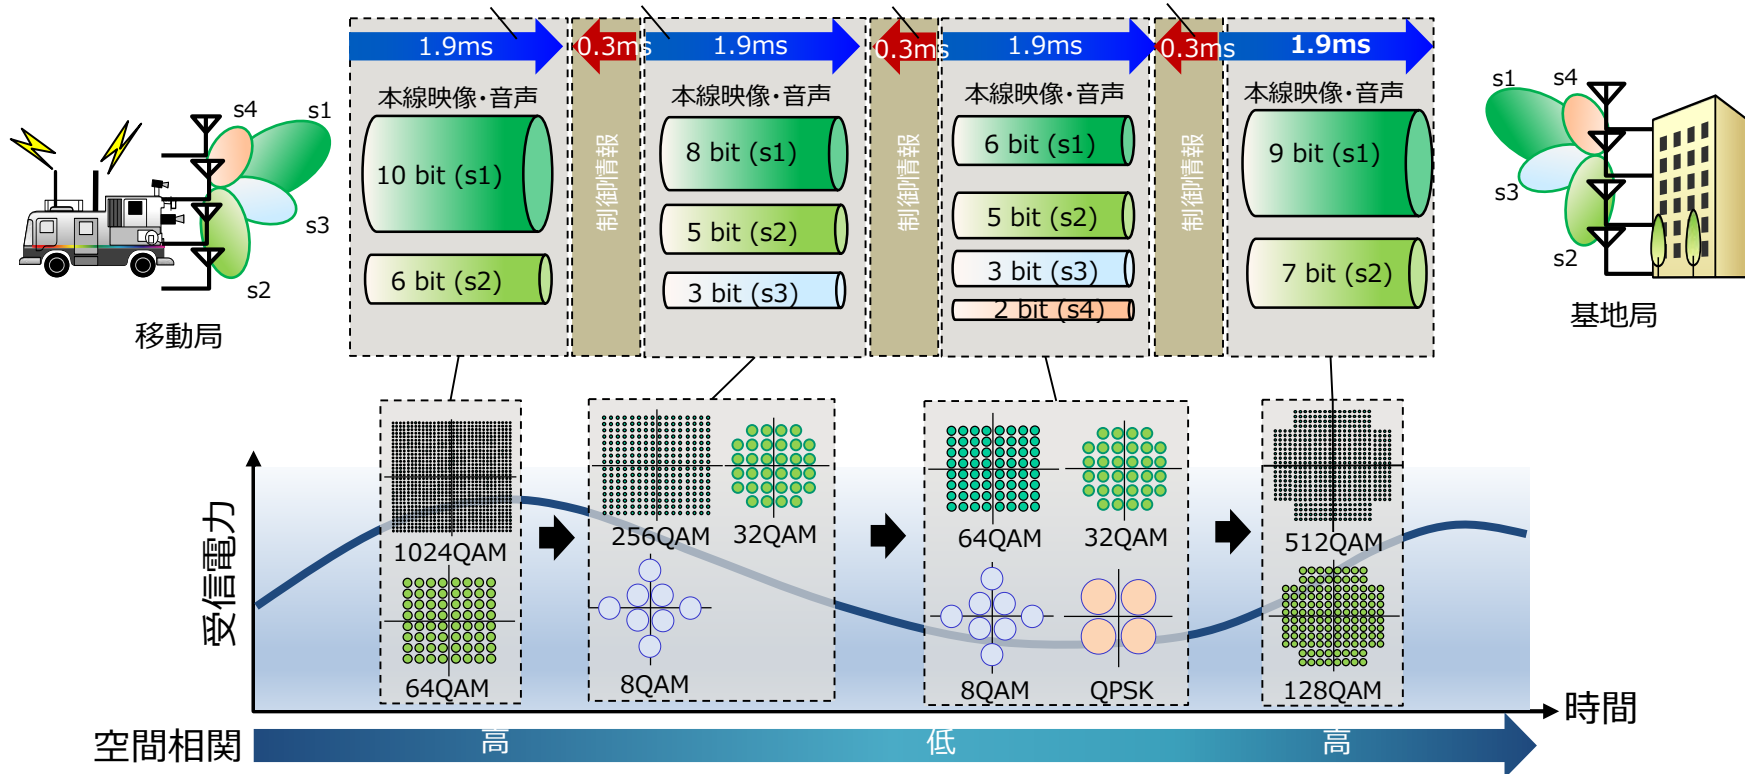 1.9ms
0.3ms
1.9ms
0.3ms
1.9ms
0.3ms
1.9ms
本線映像・音声
本線映像・音声
本線映像・音声
本線映像・音声
10 bit (s1)
6 bit (s2)
制御情報
8 bit (s1)
5 bit (s2)
3 bit (s3)
制御情報
6 bit (s1)
5 bit (s2)
3 bit (s3)
2 bit (s4)
制御情報
9 bit (s1)
7 bit (s2)
s4
s1
s3
s2
移動局
s1
s4
s3
s2
基地局
受信電力
1024QAM
64QAM
256QAM
32QAM
8QAM
64QAM
32QAM
8QAM
QPSK
512QAM
128QAM
時間
空間相関
高
低
高